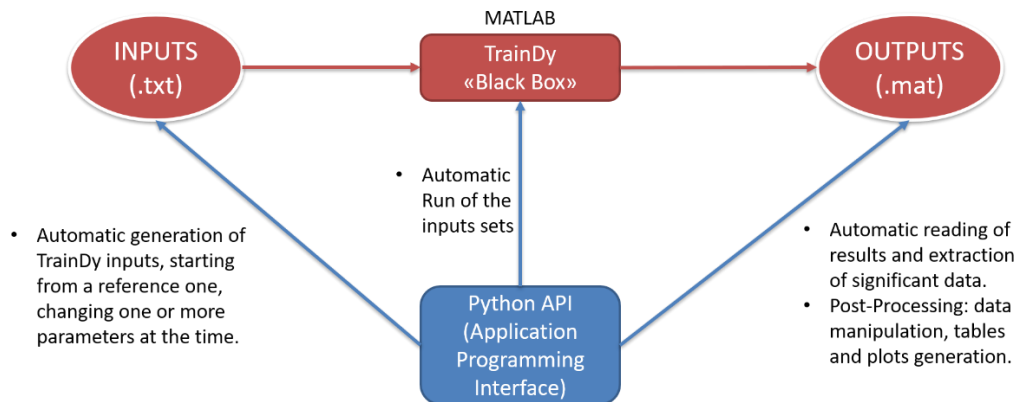 MATLAB
INPUTS
(.txt)
TrainDy
«Black Box»
OUTPUTS
(.mat)
• Automatic
Run of the
inputs sets
• Automatic generation of
TrainDy inputs, starting
from a reference one,
changing one or more
parameters at the time.
• Automatic reading of
results and extraction
of significant data.
• Post-Processing: data
manipulation, tables
and plots generation.
Python API
(Application
Programming
Interface)